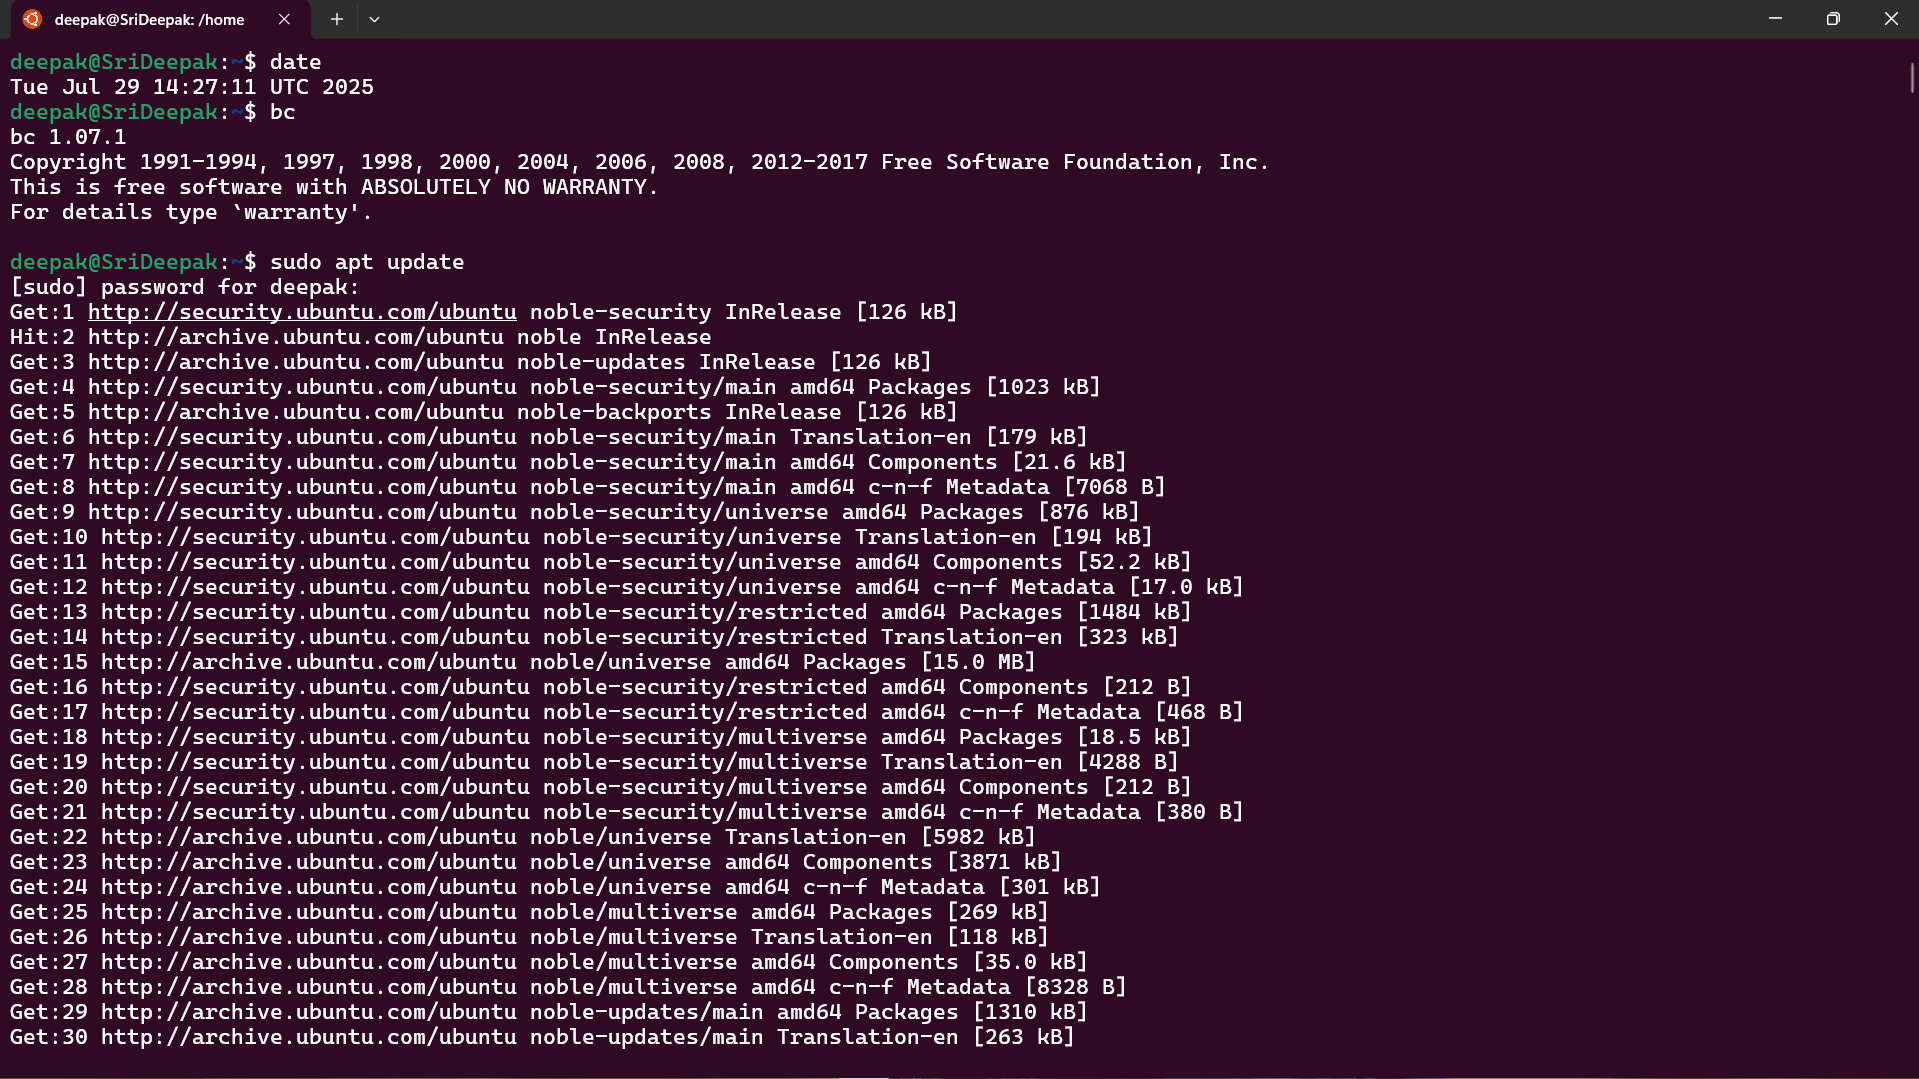 deepak@SriDeepak: /home
deepak@SriDeepak:~$ date
Tue Jul 29 14:27:11 UTC 2025
deepak@SriDeepak:~$ bc
bc 1.07.1
Copyright 1991-1994, 1997, 1998, 2000, 2004, 2006, 2008, 2012-2017 Free Software Foundation, Inc.
This is free software with ABSOLUTELY NO WARRANTY.
For details type `warranty'.
deepak@SriDeepak:~$ sudo apt update
[sudo] password for deepak:
Get:1 http://security.ubuntu.com/ubuntu noble-security InRelease [126 kB]
Hit:2 http://archive.ubuntu.com/ubuntu noble InRelease
Get:3 http://archive.ubuntu.com/ubuntu noble-updates InRelease [126 kB]
Get:4 http://security.ubuntu.com/ubuntu noble-security/main amd64 Packages [1023 kB]
Get:5 http://archive.ubuntu.com/ubuntu noble-backports InRelease [126 kB]
Get:6 http://security.ubuntu.com/ubuntu noble-security/main Translation-en [179 kB]
Get:7 http://security.ubuntu.com/ubuntu noble-security/main amd64 Components [21.6 kB]
Get:8 http://security.ubuntu.com/ubuntu noble-security/main amd64 c-n-f Metadata [7068 B]
Get:9 http://security.ubuntu.com/ubuntu noble-security/universe amd64 Packages [876 kB]
Get:10 http://security.ubuntu.com/ubuntu noble-security/universe Translation-en [194 kB]
Get:11 http://security.ubuntu.com/ubuntu noble-security/universe amd64 Components [52.2 kB]
Get:12 http://security.ubuntu.com/ubuntu noble-security/universe amd64 c-n-f Metadata [17.0 kB]
Get:13 http://security.ubuntu.com/ubuntu noble-security/restricted amd64 Packages [1484 kB]
Get:14 http://security.ubuntu.com/ubuntu noble-security/restricted Translation-en [323 kB]
Get:15 http://archive.ubuntu.com/ubuntu noble/universe amd64 Packages [15.0 MB]
Get:16 http://security.ubuntu.com/ubuntu noble-security/restricted amd64 Components [212 B]
Get:17 http://security.ubuntu.com/ubuntu noble-security/restricted amd64 c-n-f Metadata [468 B]
Get:18 http://security.ubuntu.com/ubuntu noble-security/multiverse amd64 Packages [18.5 kB]
Get:19 http://security.ubuntu.com/ubuntu noble-security/multiverse Translation-en [4288 B]
Get:20 http://security.ubuntu.com/ubuntu noble-security/multiverse amd64 Components [212 B]
Get:21 http://security.ubuntu.com/ubuntu noble-security/multiverse amd64 c-n-f Metadata [380 B]
Get:22 http://archive.ubuntu.com/ubuntu noble/universe Translation-en [5982 kB]
Get:23 http://archive.ubuntu.com/ubuntu noble/universe amd64 Components [3871 kB]
Get:24 http://archive.ubuntu.com/ubuntu noble/universe amd64 c-n-f Metadata [301 kB]
Get:25 http://archive.ubuntu.com/ubuntu noble/multiverse amd64 Packages [269 kB]
Get:26 http://archive.ubuntu.com/ubuntu noble/multiverse Translation-en [118 kB]
Get:27 http://archive.ubuntu.com/ubuntu noble/multiverse amd64 Components [35.0 kB]
Get:28 http://archive.ubuntu.com/ubuntu noble/multiverse amd64 c-n-f Metadata [8328 B]
Get:29 http://archive.ubuntu.com/ubuntu noble-updates/main amd64 Packages [1310 kB]
Get:30 http://archive.ubuntu.com/ubuntu noble-updates/main Translation-en [263 kB]